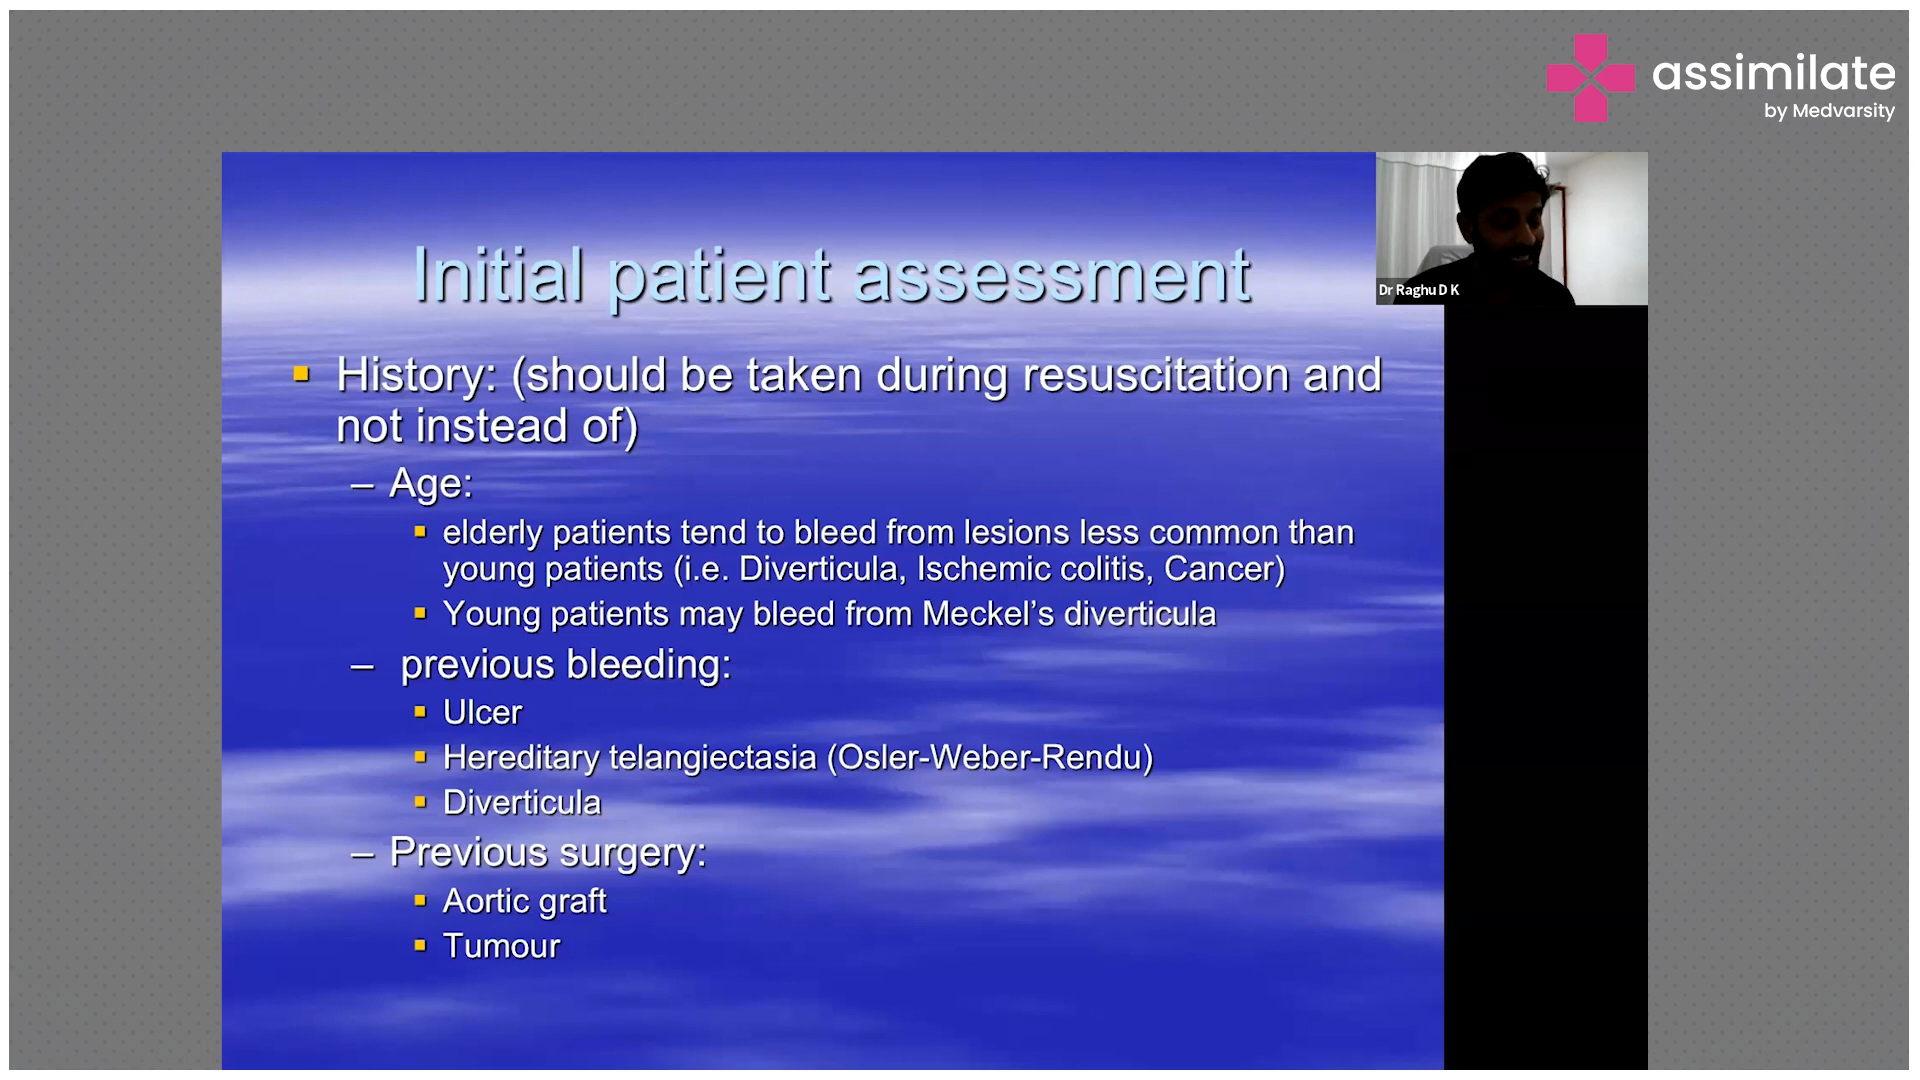 assimilate
by Medvarsity
Dr Raghu D K
Initial patient assessment
History: (should be taken during resuscitation and
not instead of)
– Age:
elderly patients tend to bleed from lesions less common than
young patients (i.e. Diverticula, Ischemic colitis, Cancer)
Young patients may bleed from Meckel’s diverticula
– previous bleeding:
Ulcer
Hereditary telangiectasia (Osler-Weber-Rendu)
Diverticula
– Previous surgery:
Aortic graft
Tumour